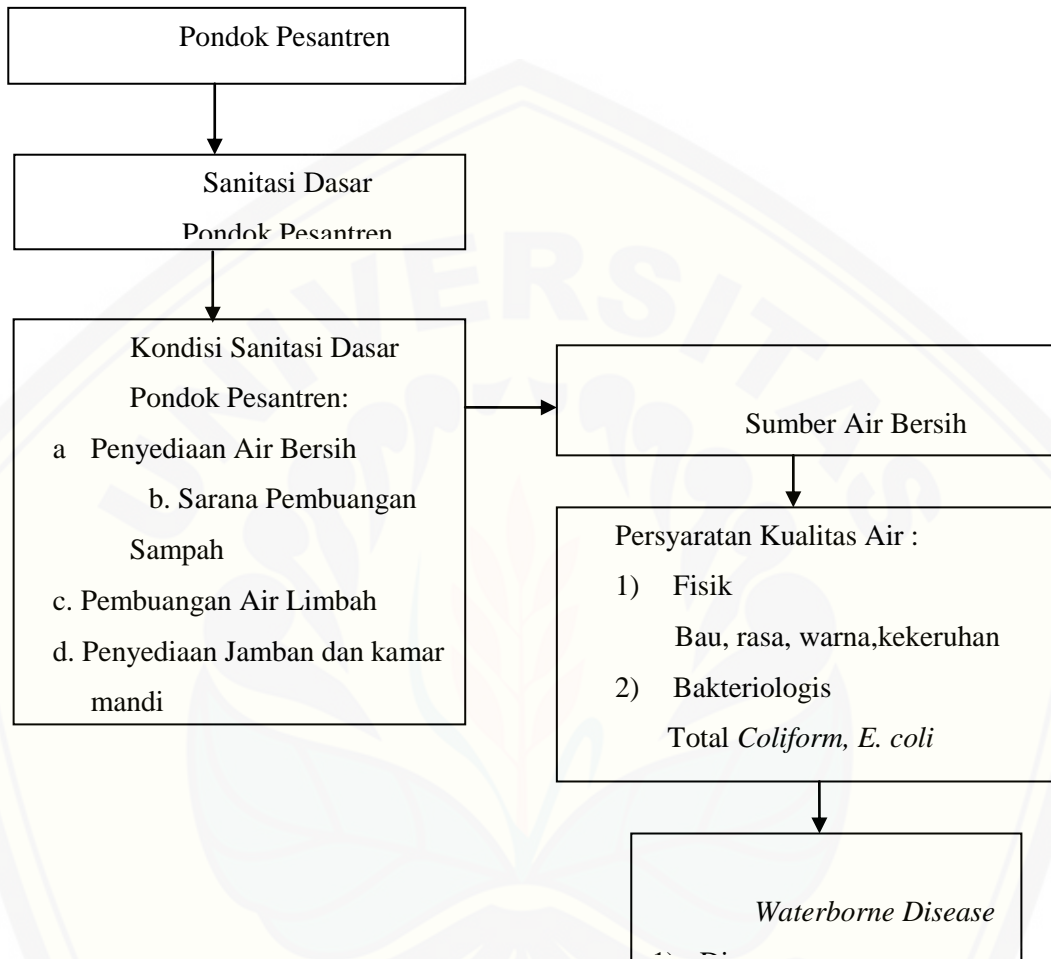 Pondok Pesantren
Sanitasi Dasar
Pondok Pesantren
Kondisi Sanitasi Dasar
Pondok Pesantren:
a Penyediaan Air Bersih
b. Sarana Pembuangan
Sampah
c. Pembuangan Air Limbah
d. Penyediaan Jamban dan kamar
mandi
Sumber Air Bersih
Persyaratan Kualitas Air :
1) Fisik
Bau, rasa, warna,kekeruhan
2) Bakteriologis
Total Coliform, E. coli
Waterborne Disease
UNIVERSITAS